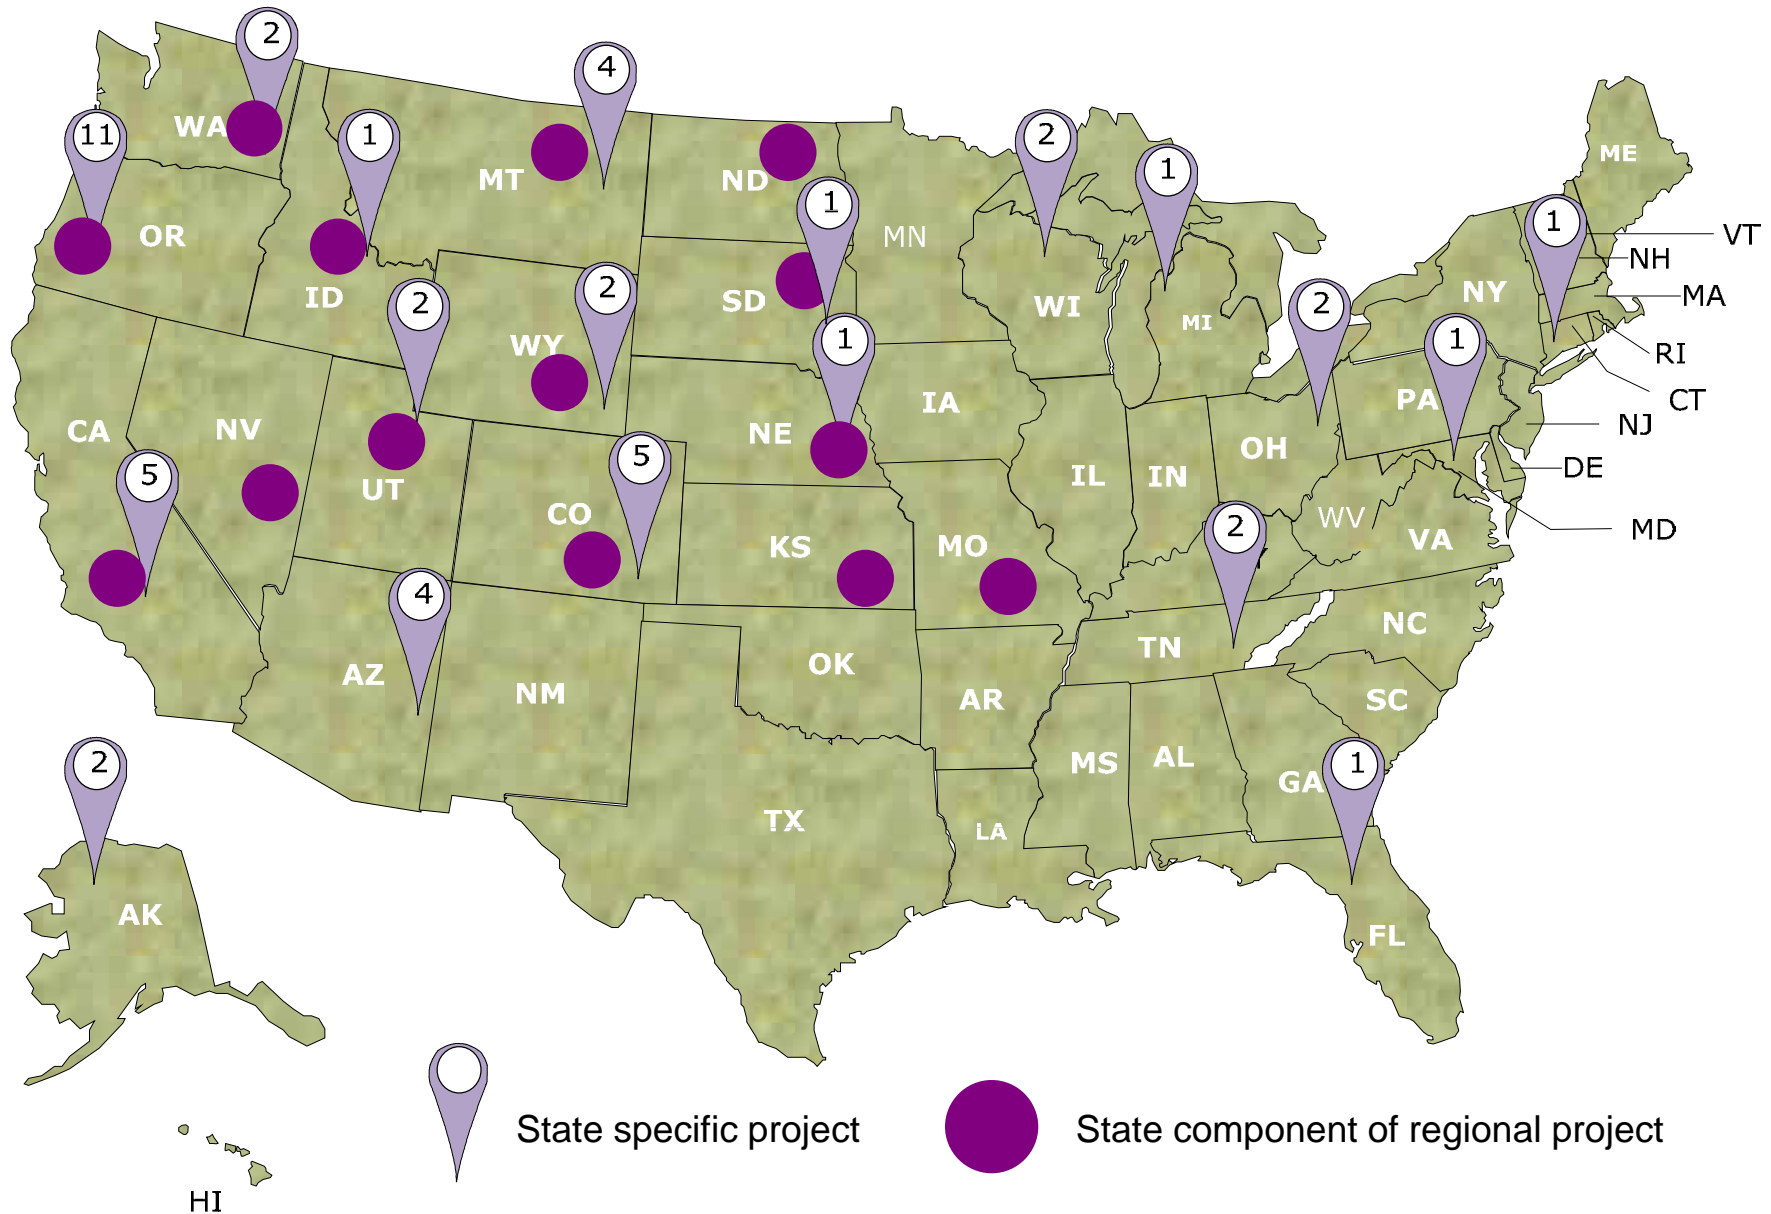 2
4
WA
11
1
2
1
ME
MT
ND
OR
1
MN
1
VT
NH
ID
SD
WI
NY
MA
2
2
MI
2
WY
1
1
RI
CT
IA
PA
CA
NV
NE
OH
NJ
5
5
UT
IL
IN
DE
CO
KS
MO
2
WV
VA
MD
4
AZ
NM
OK
TN
NC
AR
SC
2
MS
AL
GA
1
TX
LA
AK
FL
State specific project
State component of regional project
HI